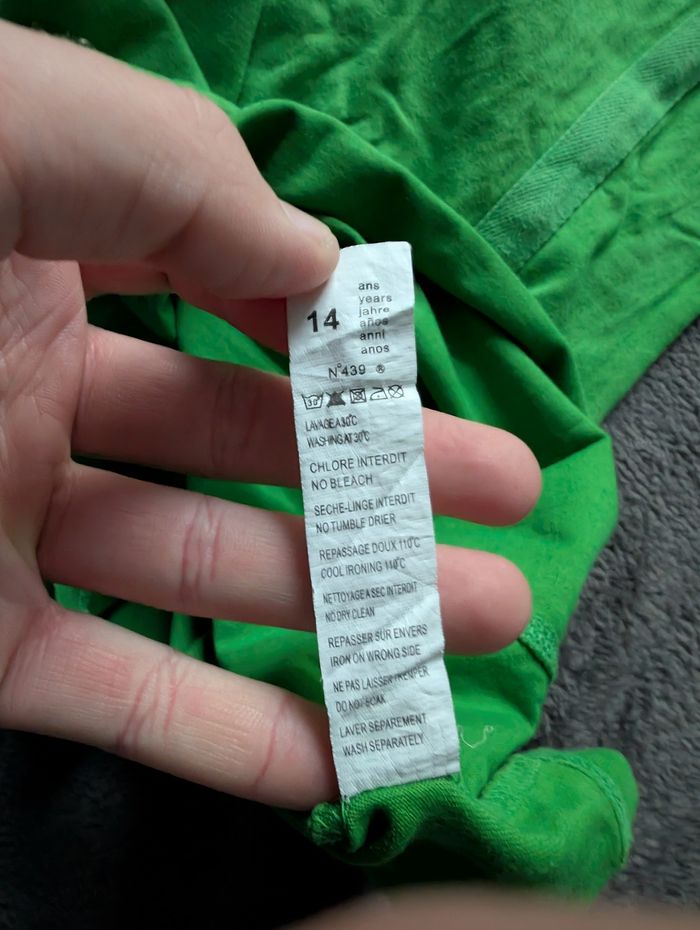 14
ans
years
jahre
años
anni
anos
N°439 ®
30°
LAVAGE A 30°C
WASHING AT 30°C
CHLORE INTERDIT
NO BLEACH
SECHE-LINGE INTERDIT
NO TUMBLE DRIER
REPASSAGE DOUX 110°C
COOL IRONING 110°C
NETTOYAGE A SEC INTERDIT
NO DRY CLEAN
REPASSER SUR ENVERS
IRON ON WRONG SIDE
NE PAS LAISSER TREMPER
DO NOT SOAK
LAVER SEPAREMENT
WASH SEPARATELY